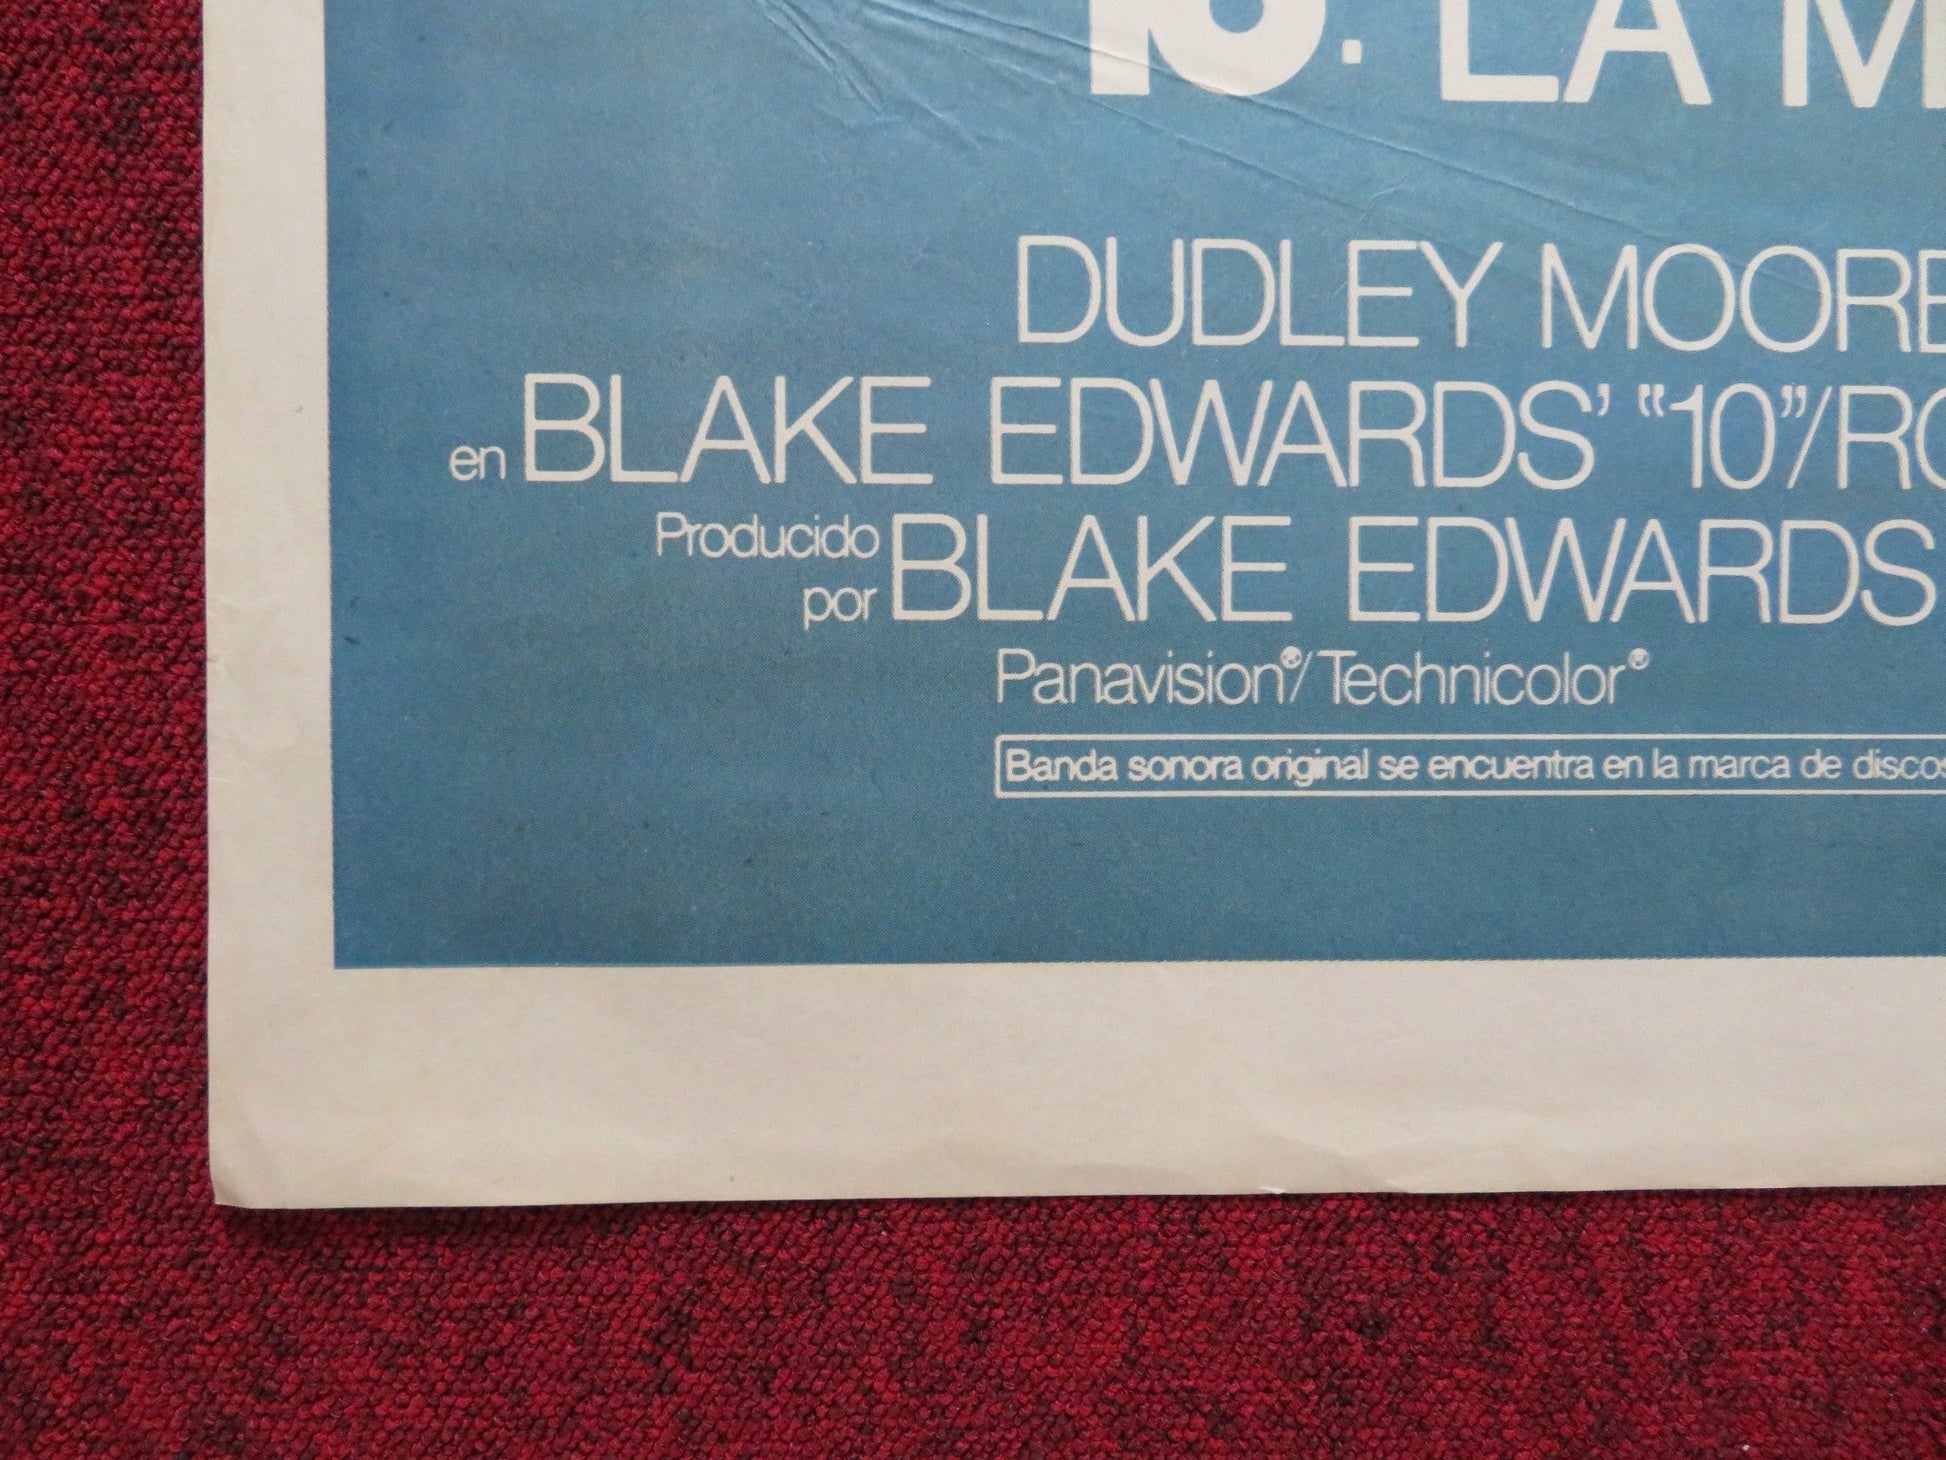 10. LA M
DUDLEY MOORE
en BLAKE EDWARDS' "10"/RO
Producido
por BLAKE EDWARDS
Panavision®/Technicolor®
Banda sonora original se encuentra en la marca de discos